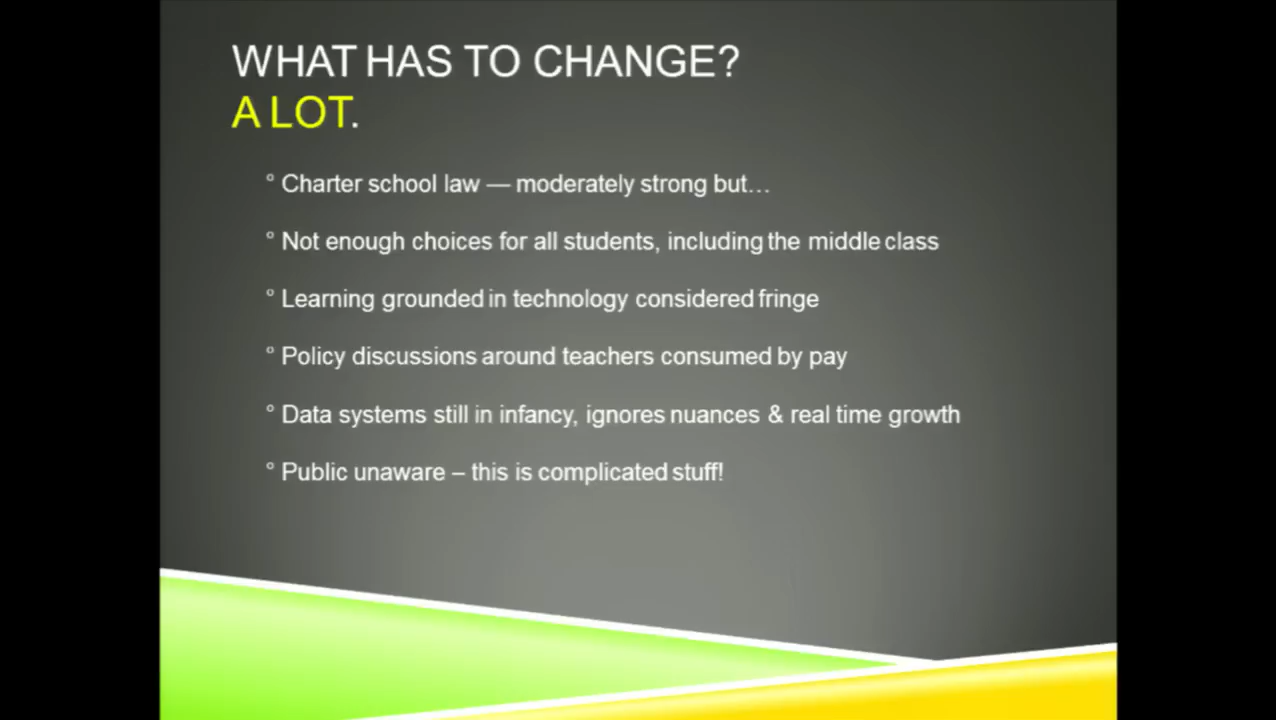 WHAT HAS TO CHANGE?
A LOT.
° Charter school law — moderately strong but…
° Not enough choices for all students, including the middle class
° Learning grounded in technology considered fringe
° Policy discussions around teachers consumed by pay
° Data systems still in infancy, ignores nuances & real time growth
° Public unaware – this is complicated stuff!